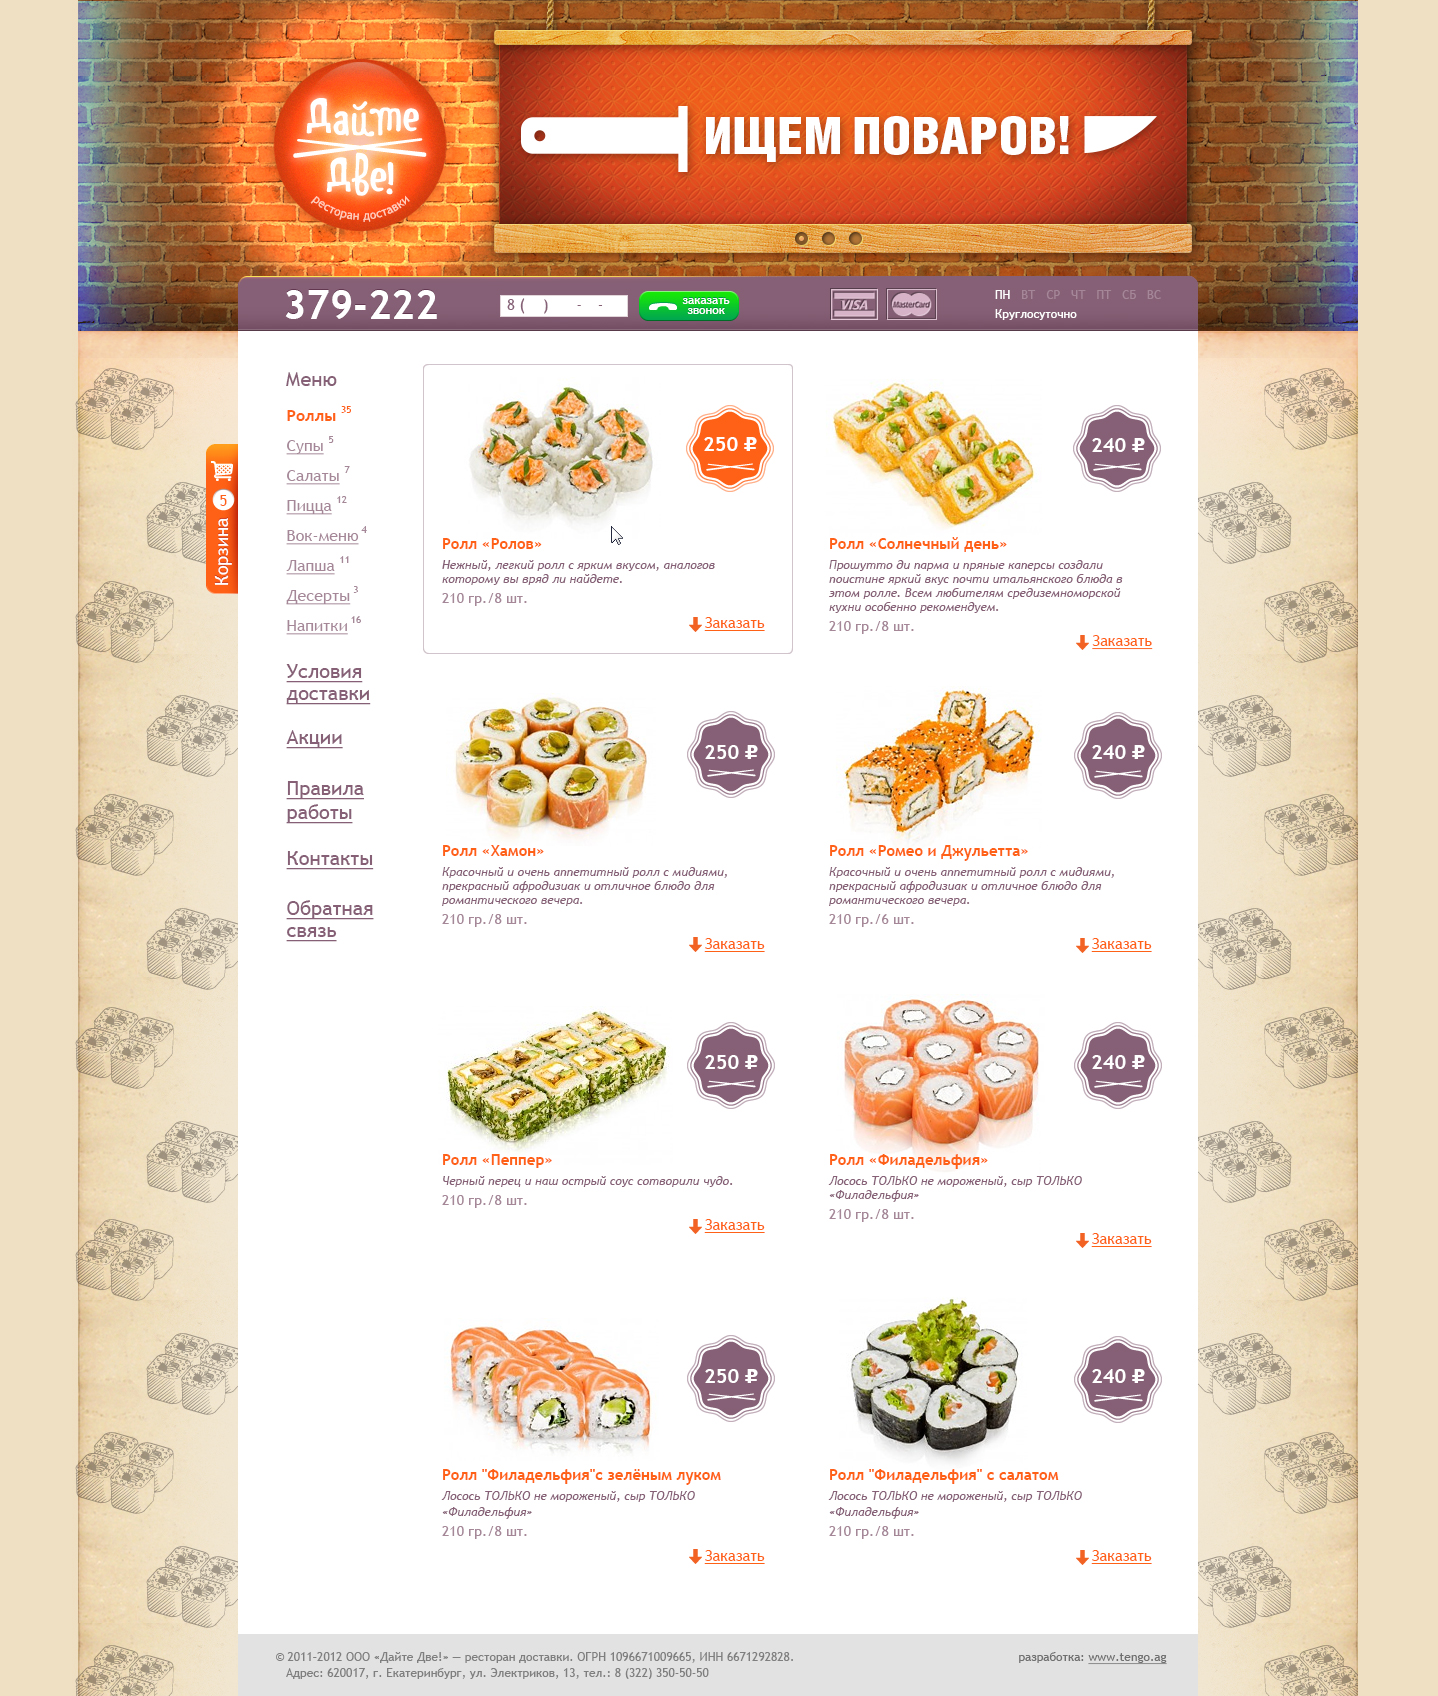 Дайте
Две!
ресторан доставки
ИЩЕМ ПОВАРОВ!
379-222
8 (    )    -  -
заказать
звонок
VISA
MasterCard
ПН ВТ СР ЧТ ПТ СБ ВС
Круглосуточно
Корзина 5
Меню
Роллы 35
Супы 5
Салаты 7
Пицца 12
Вок-меню 4
Лапша 11
Десерты 3
Напитки 16
Условия
доставки
Акции
Правила
работы
Контакты
Обратная
связь
250 ₽
Ролл «Ролов»
Нежный, легкий ролл с ярким вкусом, аналогов
которому вы вряд ли найдете.
210 гр./8 шт.
Заказать
240 ₽
Ролл «Солнечный день»
Прошутто ди парма и пряные каперсы создали
поистине яркий вкус почти итальянского блюда в
этом ролле. Всем любителям средиземноморской
кухни особенно рекомендуем.
210 гр./8 шт.
Заказать
250 ₽
Ролл «Хамон»
Красочный и очень аппетитный ролл с мидиями,
прекрасный афродизиак и отличное блюдо для
романтического вечера.
210 гр./8 шт.
Заказать
240 ₽
Ролл «Ромео и Джульетта»
Красочный и очень аппетитный ролл с мидиями,
прекрасный афродизиак и отличное блюдо для
романтического вечера.
210 гр./6 шт.
Заказать
250 ₽
Ролл «Пеппер»
Черный перец и наш острый соус сотворили чудо.
210 гр./8 шт.
Заказать
240 ₽
Ролл «Филадельфия»
Лосось ТОЛЬКО не мороженый, сыр ТОЛЬКО
«Филадельфия»
210 гр./8 шт.
Заказать
250 ₽
Ролл "Филадельфия"с зелёным луком
Лосось ТОЛЬКО не мороженый, сыр ТОЛЬКО
«Филадельфия»
210 гр./8 шт.
Заказать
240 ₽
Ролл "Филадельфия" с салатом
Лосось ТОЛЬКО не мороженый, сыр ТОЛЬКО
«Филадельфия»
210 гр./8 шт.
Заказать
© 2011-2012 ООО «Дайте Две!» — ресторан доставки. ОГРН 1096671009665, ИНН 6671292828.
Адрес: 620017, г. Екатеринбург, ул. Электриков, 13, тел.: 8 (322) 350-50-50
разработка: www.tengo.ag